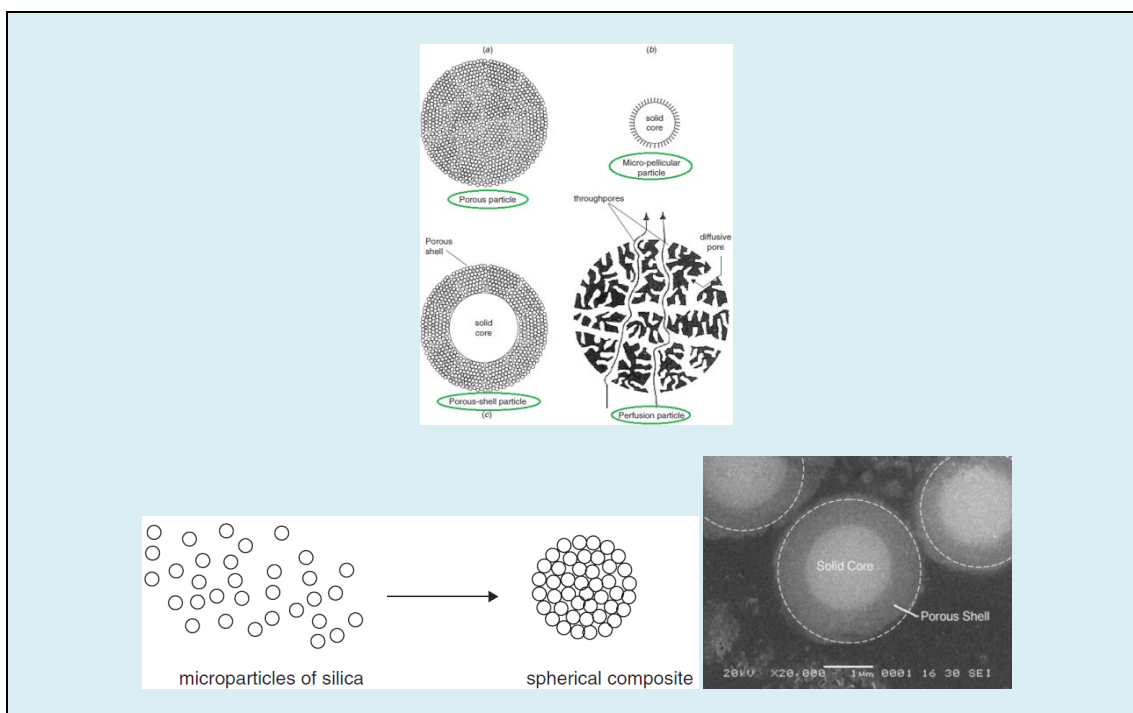 (a)
(b)
solid
core
Porous particle
Micro-pellicular
particle
throughpores
diffusive
pore
Porous
shell
solid
core
Porous-shell particle
(c)
Perfusion particle
microparticles of silica
spherical composite
Solid Core
Porous Shell
20kV X20,000 1µm 0001 16 30 SEI